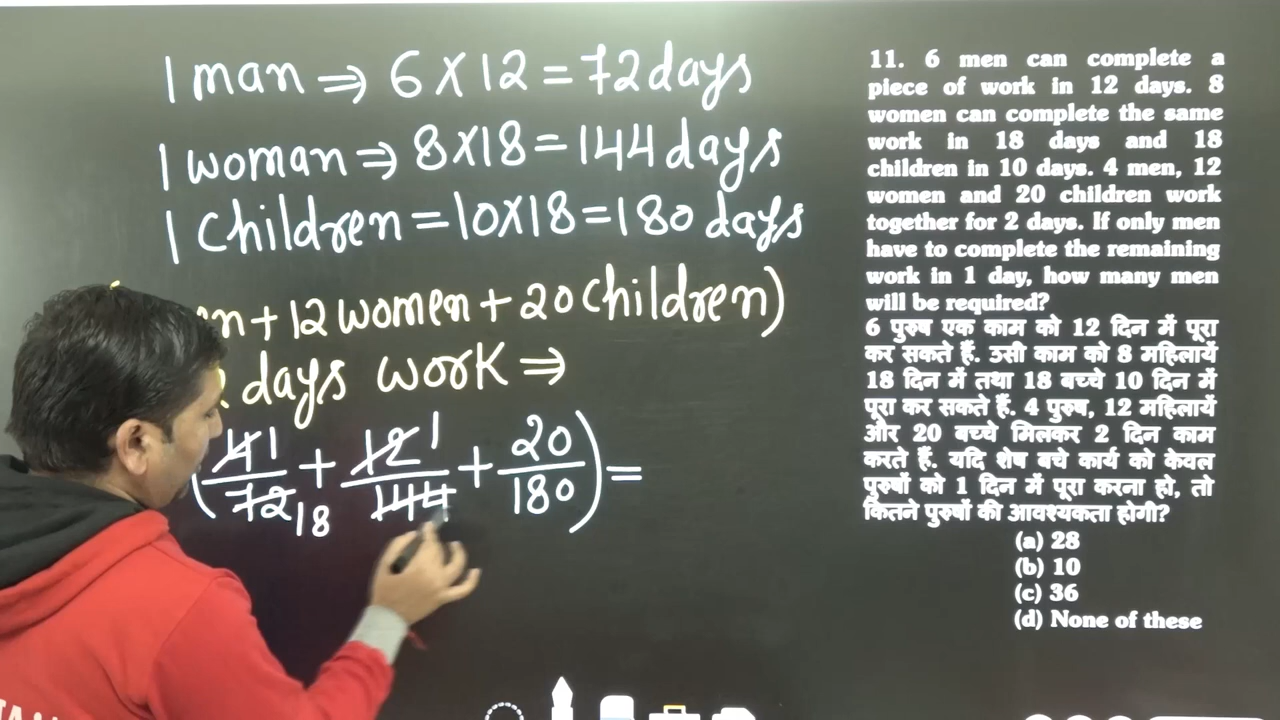 1 man ⇒ 6 X 12 = 72 days
1 woman ⇒ 8X18 = 144 days
1 Children = 10X18 = 180 days
+ 12 women + 20 Children)
days work ⇒
(4 1/72 18 + 12 1/144 + 20/180) =
11. 6 men can complete a
piece of work in 12 days. 8
women can complete the same
work in 18 days and 18
children in 10 days. 4 men, 12
women and 20 children work
together for 2 days. If only men
have to complete the remaining
work in 1 day, how many men
will be required?
6 पुरुष एक काम को 12 दिन में पूरा
कर सकते हैं. उसी काम को 8 महिलायें
18 दिन में तथा 18 बच्चे 10 दिन में
पूरा कर सकते हैं. 4 पुरुष, 12 महिलायें
और 20 बच्चे मिलकर 2 दिन काम
करते हैं. यदि शेष बचे कार्य को केवल
पुरुषों को 1 दिन में पूरा करना हो, तो
कितने पुरुषों की आवश्यकता होगी?
(a) 28
(b) 10
(c) 36
(d) None of these